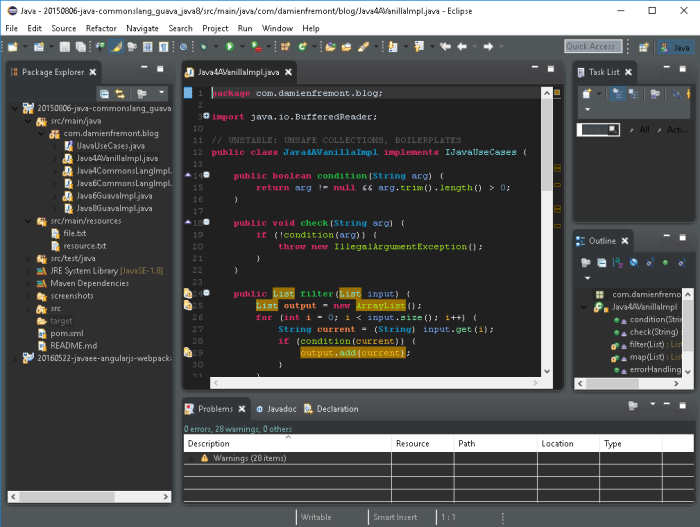 Java - 20150806-java-commonslang_guava_java8/src/main/java/com/damienfremont/blog/Java4AVanillaImpl.java - Eclipse
File Edit Source Refactor Navigate Search Project Run Window Help
Quick Access
Java
Package Explorer
20150806-java-commonslang_guava
src/main/java
com.damienfremont.blog
IJavaUseCases.java
Java4AVanillaImpl.java
Java4CommonsLangImpl.
Java6CommonsLangImpl.
Java6GuavaImpl.java
Java8GuavaImpl.java
src/main/resources
file.txt
resource.txt
src/test/java
JRE System Library [JavaSE-1.8]
Maven Dependencies
screenshots
src
target
pom.xml
README.md
20160522-javaee-angularjs-webpack
Java4AVanillaImpl.java
1 package com.damienfremont.blog;
2
3 import java.io.BufferedReader;
11
// UNSTABLE: UNSAFE COLLECTIONS, BOILERPLATES
12 public class Java4AVanillaImpl implements IJavaUseCases {
13
14 public boolean condition(String arg) {
15 return arg != null && arg.trim().length() > 0;
16 }
17
18 public void check(String arg) {
19 if (!condition(arg)) {
20 throw new IllegalArgumentException();
21 }
22 }
23
24 public List filter(List input) {
25 List output = new ArrayList();
26 for (int i = 0; i < input.size(); i++) {
27 String current = (String) input.get(i);
28 if (condition(current)) {
29 output.add(current);
30 }
31 }
Task List
All
Acti...
Outline
com.damienfremont
Java4AVanillaImpl
condition(Strin
check(String) :
filter(List) : List
map(List) : List
errorHandling
Problems Javadoc Declaration
0 errors, 28 warnings, 0 others
Description Resource Path Location Type
Warnings (28 items)
Writable Smart Insert 1 : 1